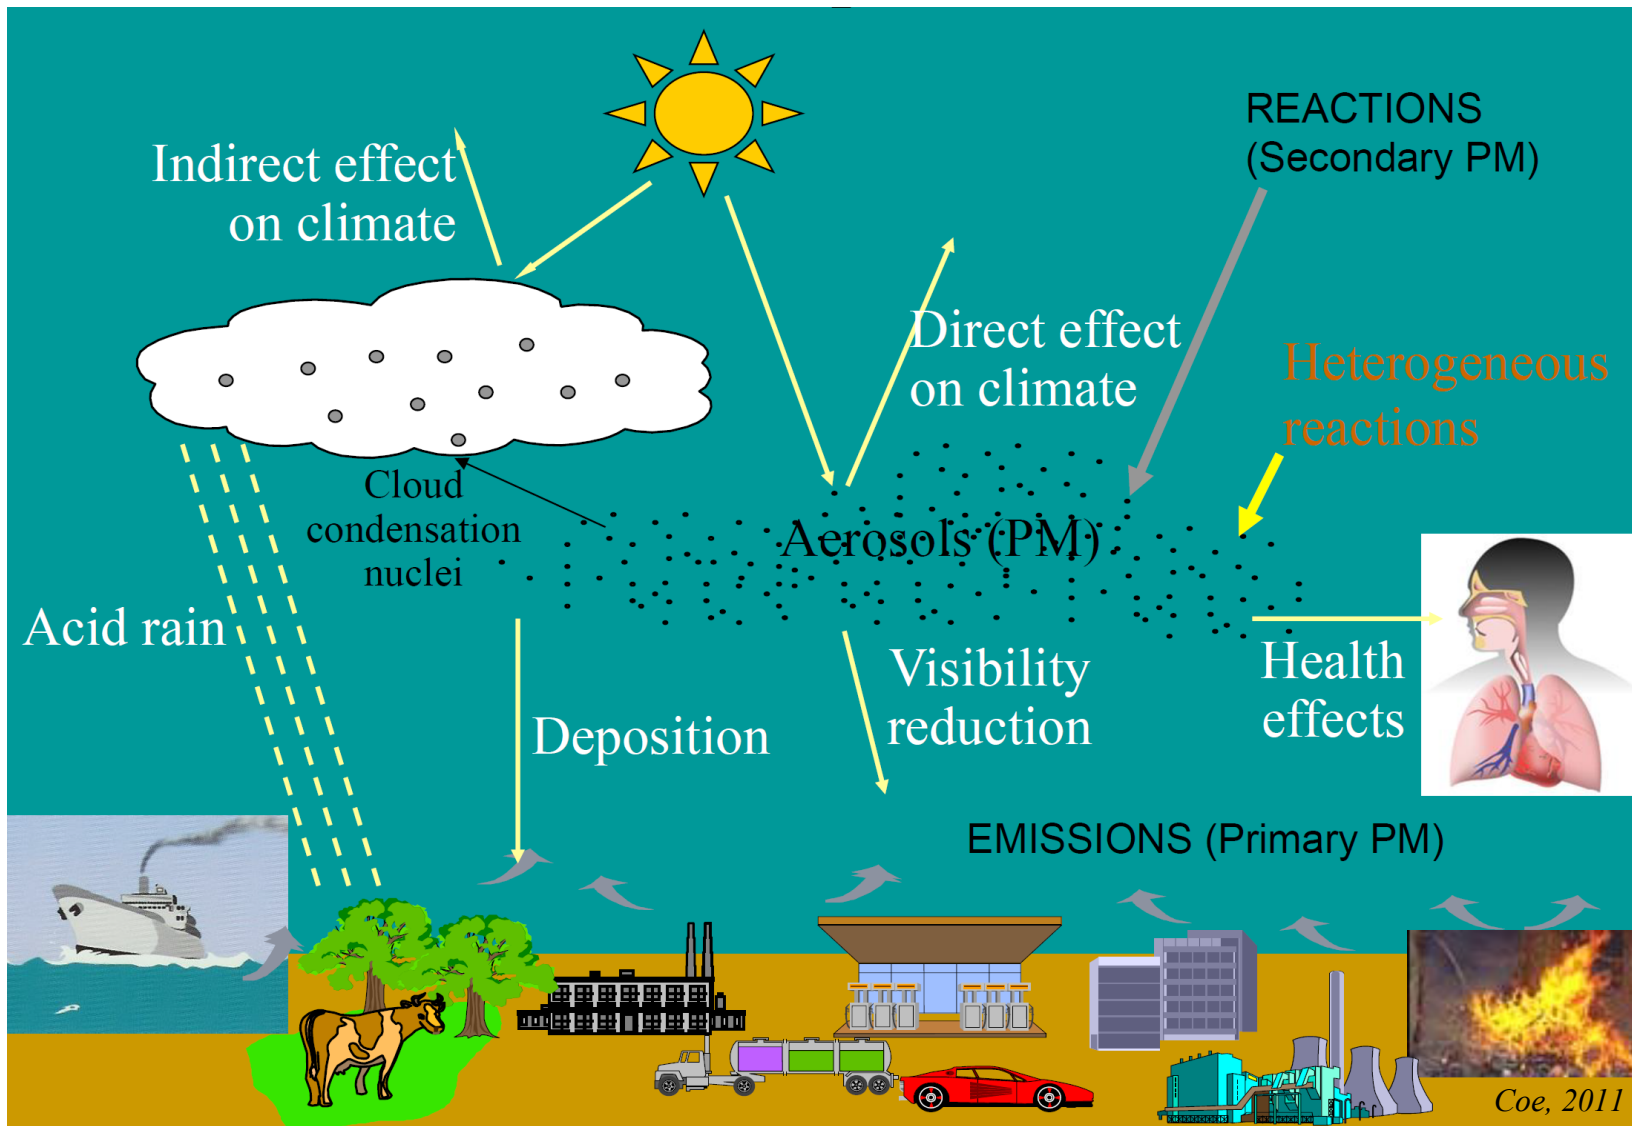 REACTIONS
(Secondary PM)
Indirect effect
on climate
Direct effect
on climate
Heterogeneous
reactions
Cloud
condensation
nuclei
Aerosols (PM)
Acid rain
Deposition
Visibility
reduction
Health
effects
EMISSIONS (Primary PM)
Coe, 2011